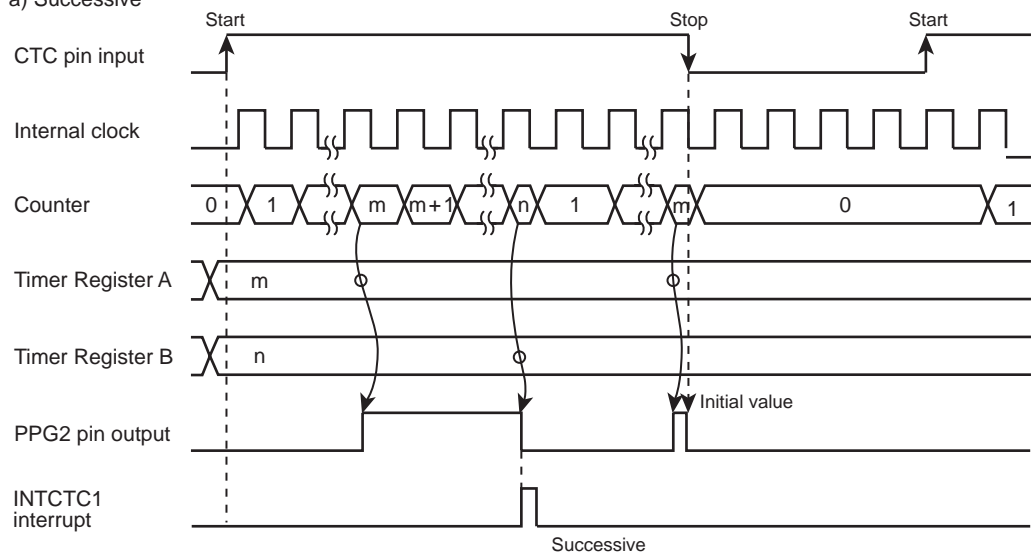 a) Successive
Start Stop Start
CTC pin input
Internal clock
Counter 0 1 m m+1 n 1 m 0 1
Timer Register A m
Timer Register B n
Initial value
PPG2 pin output
INTCTC1
interrupt
Successive